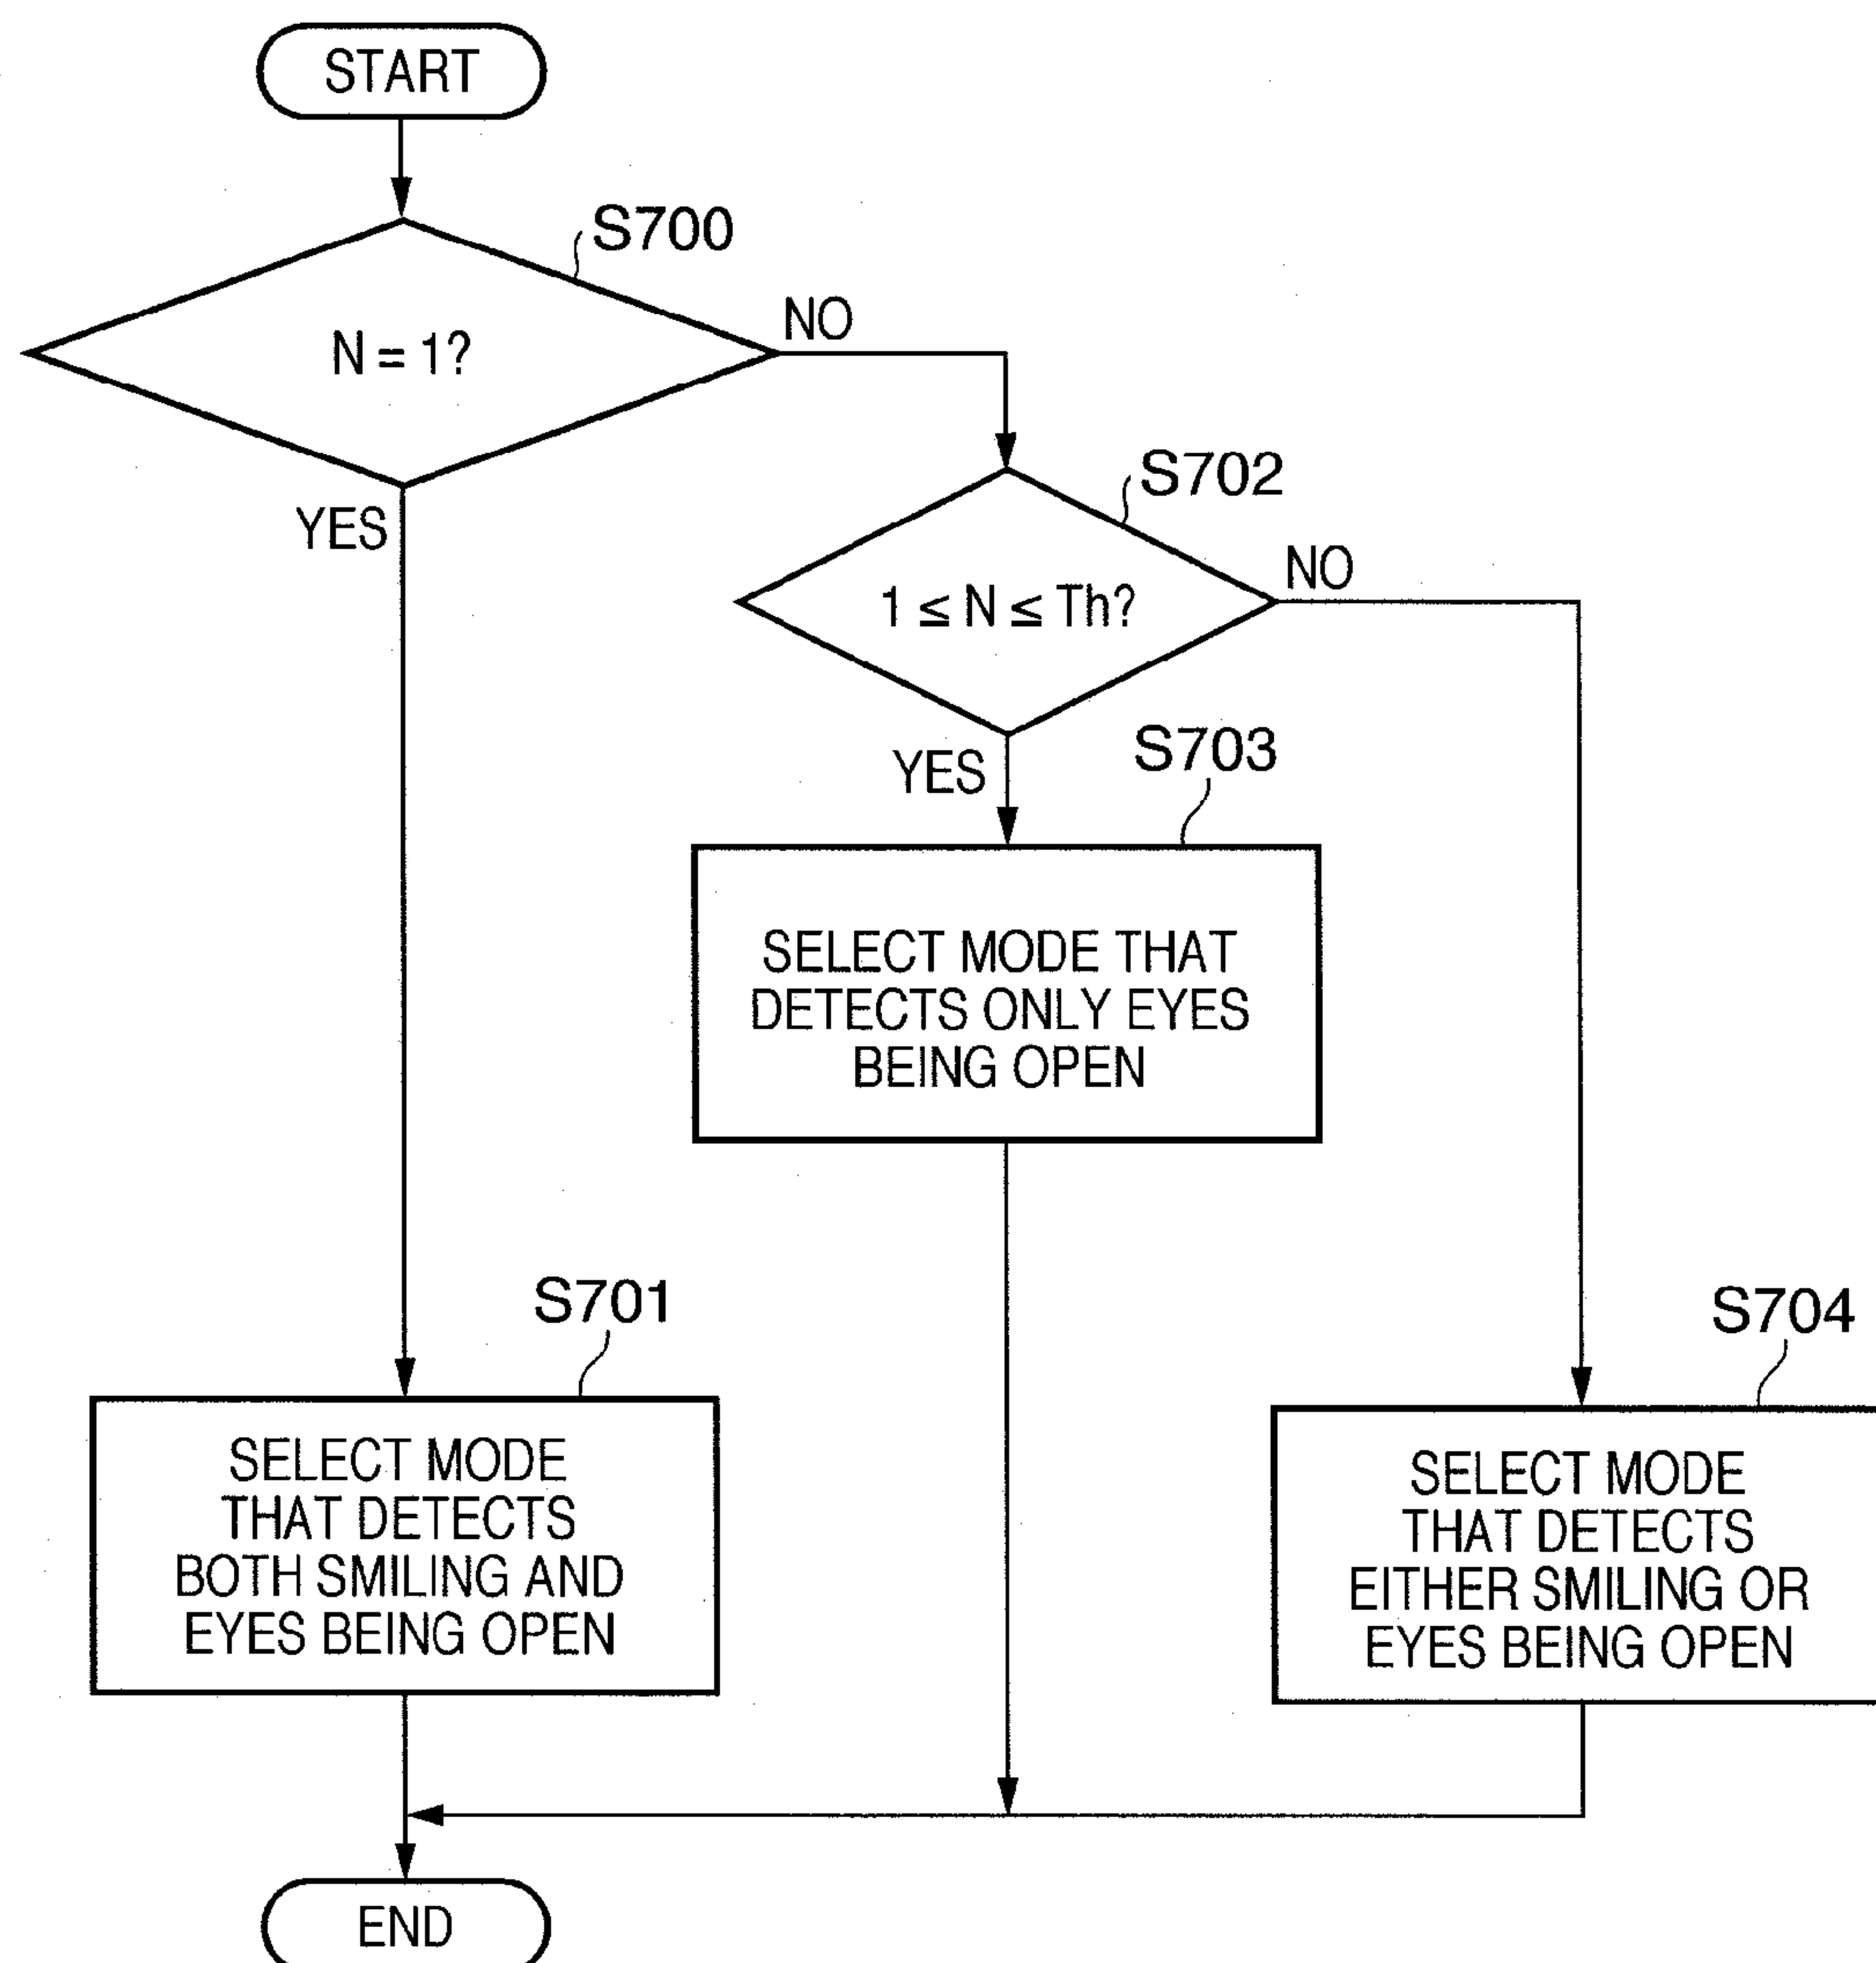 START
S700
N = 1?
NO
YES
S702
1 ≤ N ≤ Th?
NO
YES
S703
SELECT MODE THAT
DETECTS ONLY EYES
BEING OPEN
S701
SELECT MODE
THAT DETECTS
BOTH SMILING AND
EYES BEING OPEN
S704
SELECT MODE
THAT DETECTS
EITHER SMILING OR
EYES BEING OPEN
END